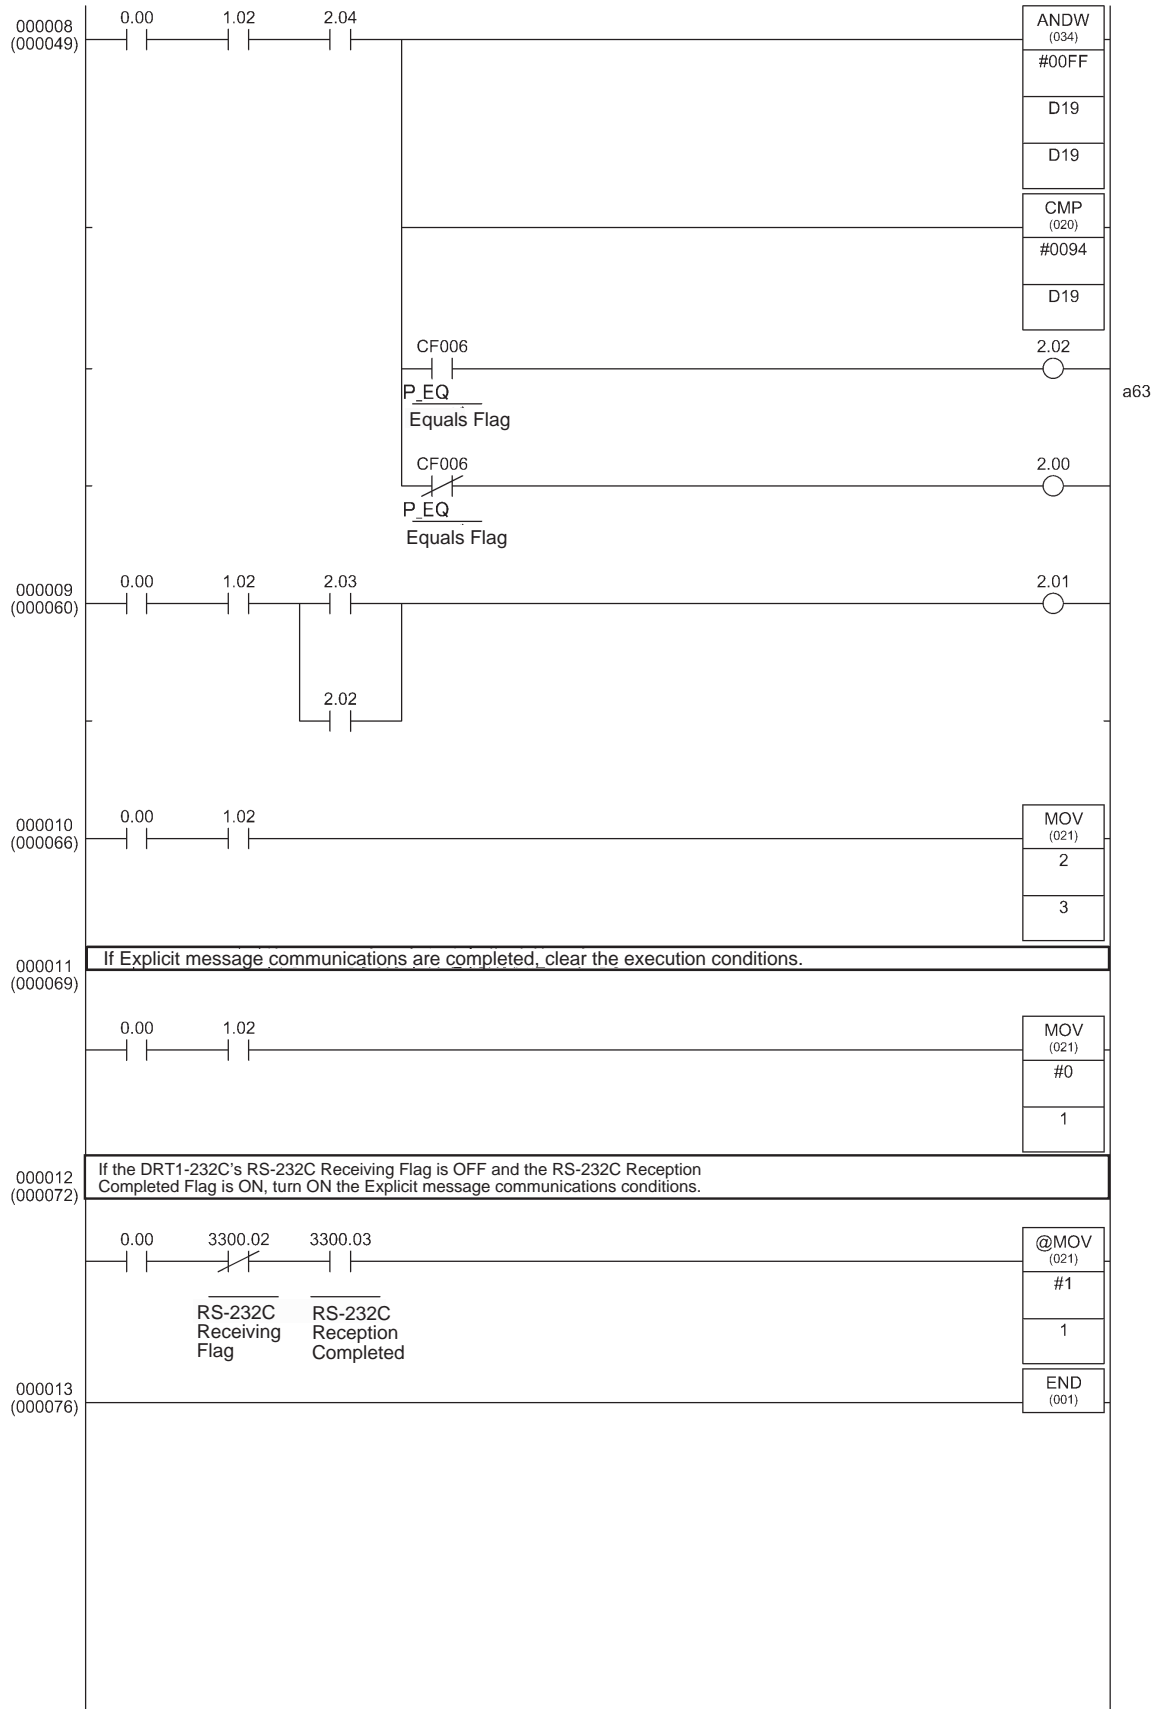 000008
(000049)
0.00 1.02 2.04
ANDW
(034)
#00FF
D19
D19
CMP
(020)
#0094
D19
CF006
P_EQ
Equals Flag
2.02
a63
CF006
P_EQ
Equals Flag
2.00
000009
(000060)
0.00 1.02 2.03
2.01
2.02
000010
(000066)
0.00 1.02
MOV
(021)
2
3
000011
(000069)
If Explicit message communications are completed, clear the execution conditions.
0.00 1.02
MOV
(021)
#0
1
000012
(000072)
If the DRT1-232C's RS-232C Receiving Flag is OFF and the RS-232C Reception
Completed Flag is ON, turn ON the Explicit message communications conditions.
0.00 3300.02 3300.03
RS-232C
Receiving
Flag
RS-232C
Reception
Completed
@MOV
(021)
#1
1
000013
(000076)
END
(001)